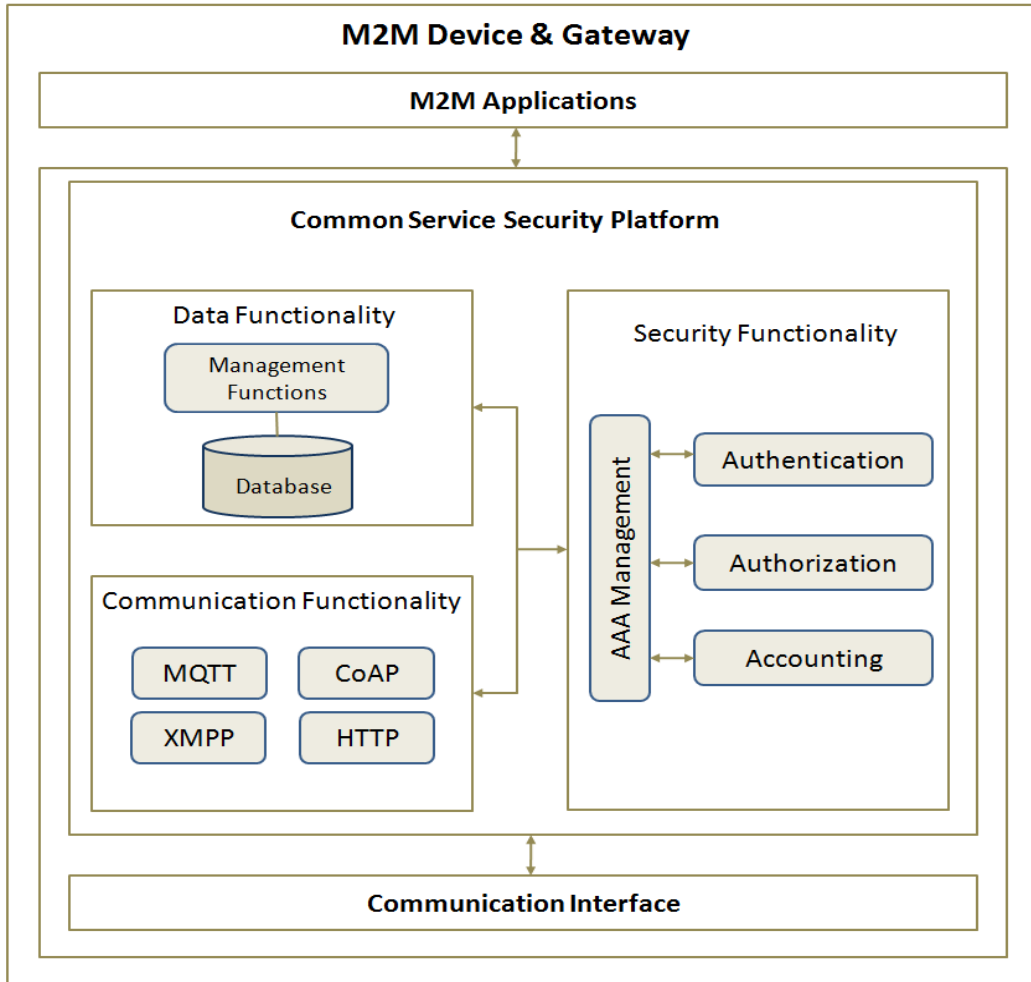 M2M Device & Gateway
M2M Applications
Common Service Security Platform
Data Functionality
Management
Functions
Database
Communication Functionality
MQTT
CoAP
XMPP
HTTP
Security Functionality
AAA Management
Authentication
Authorization
Accounting
Communication Interface